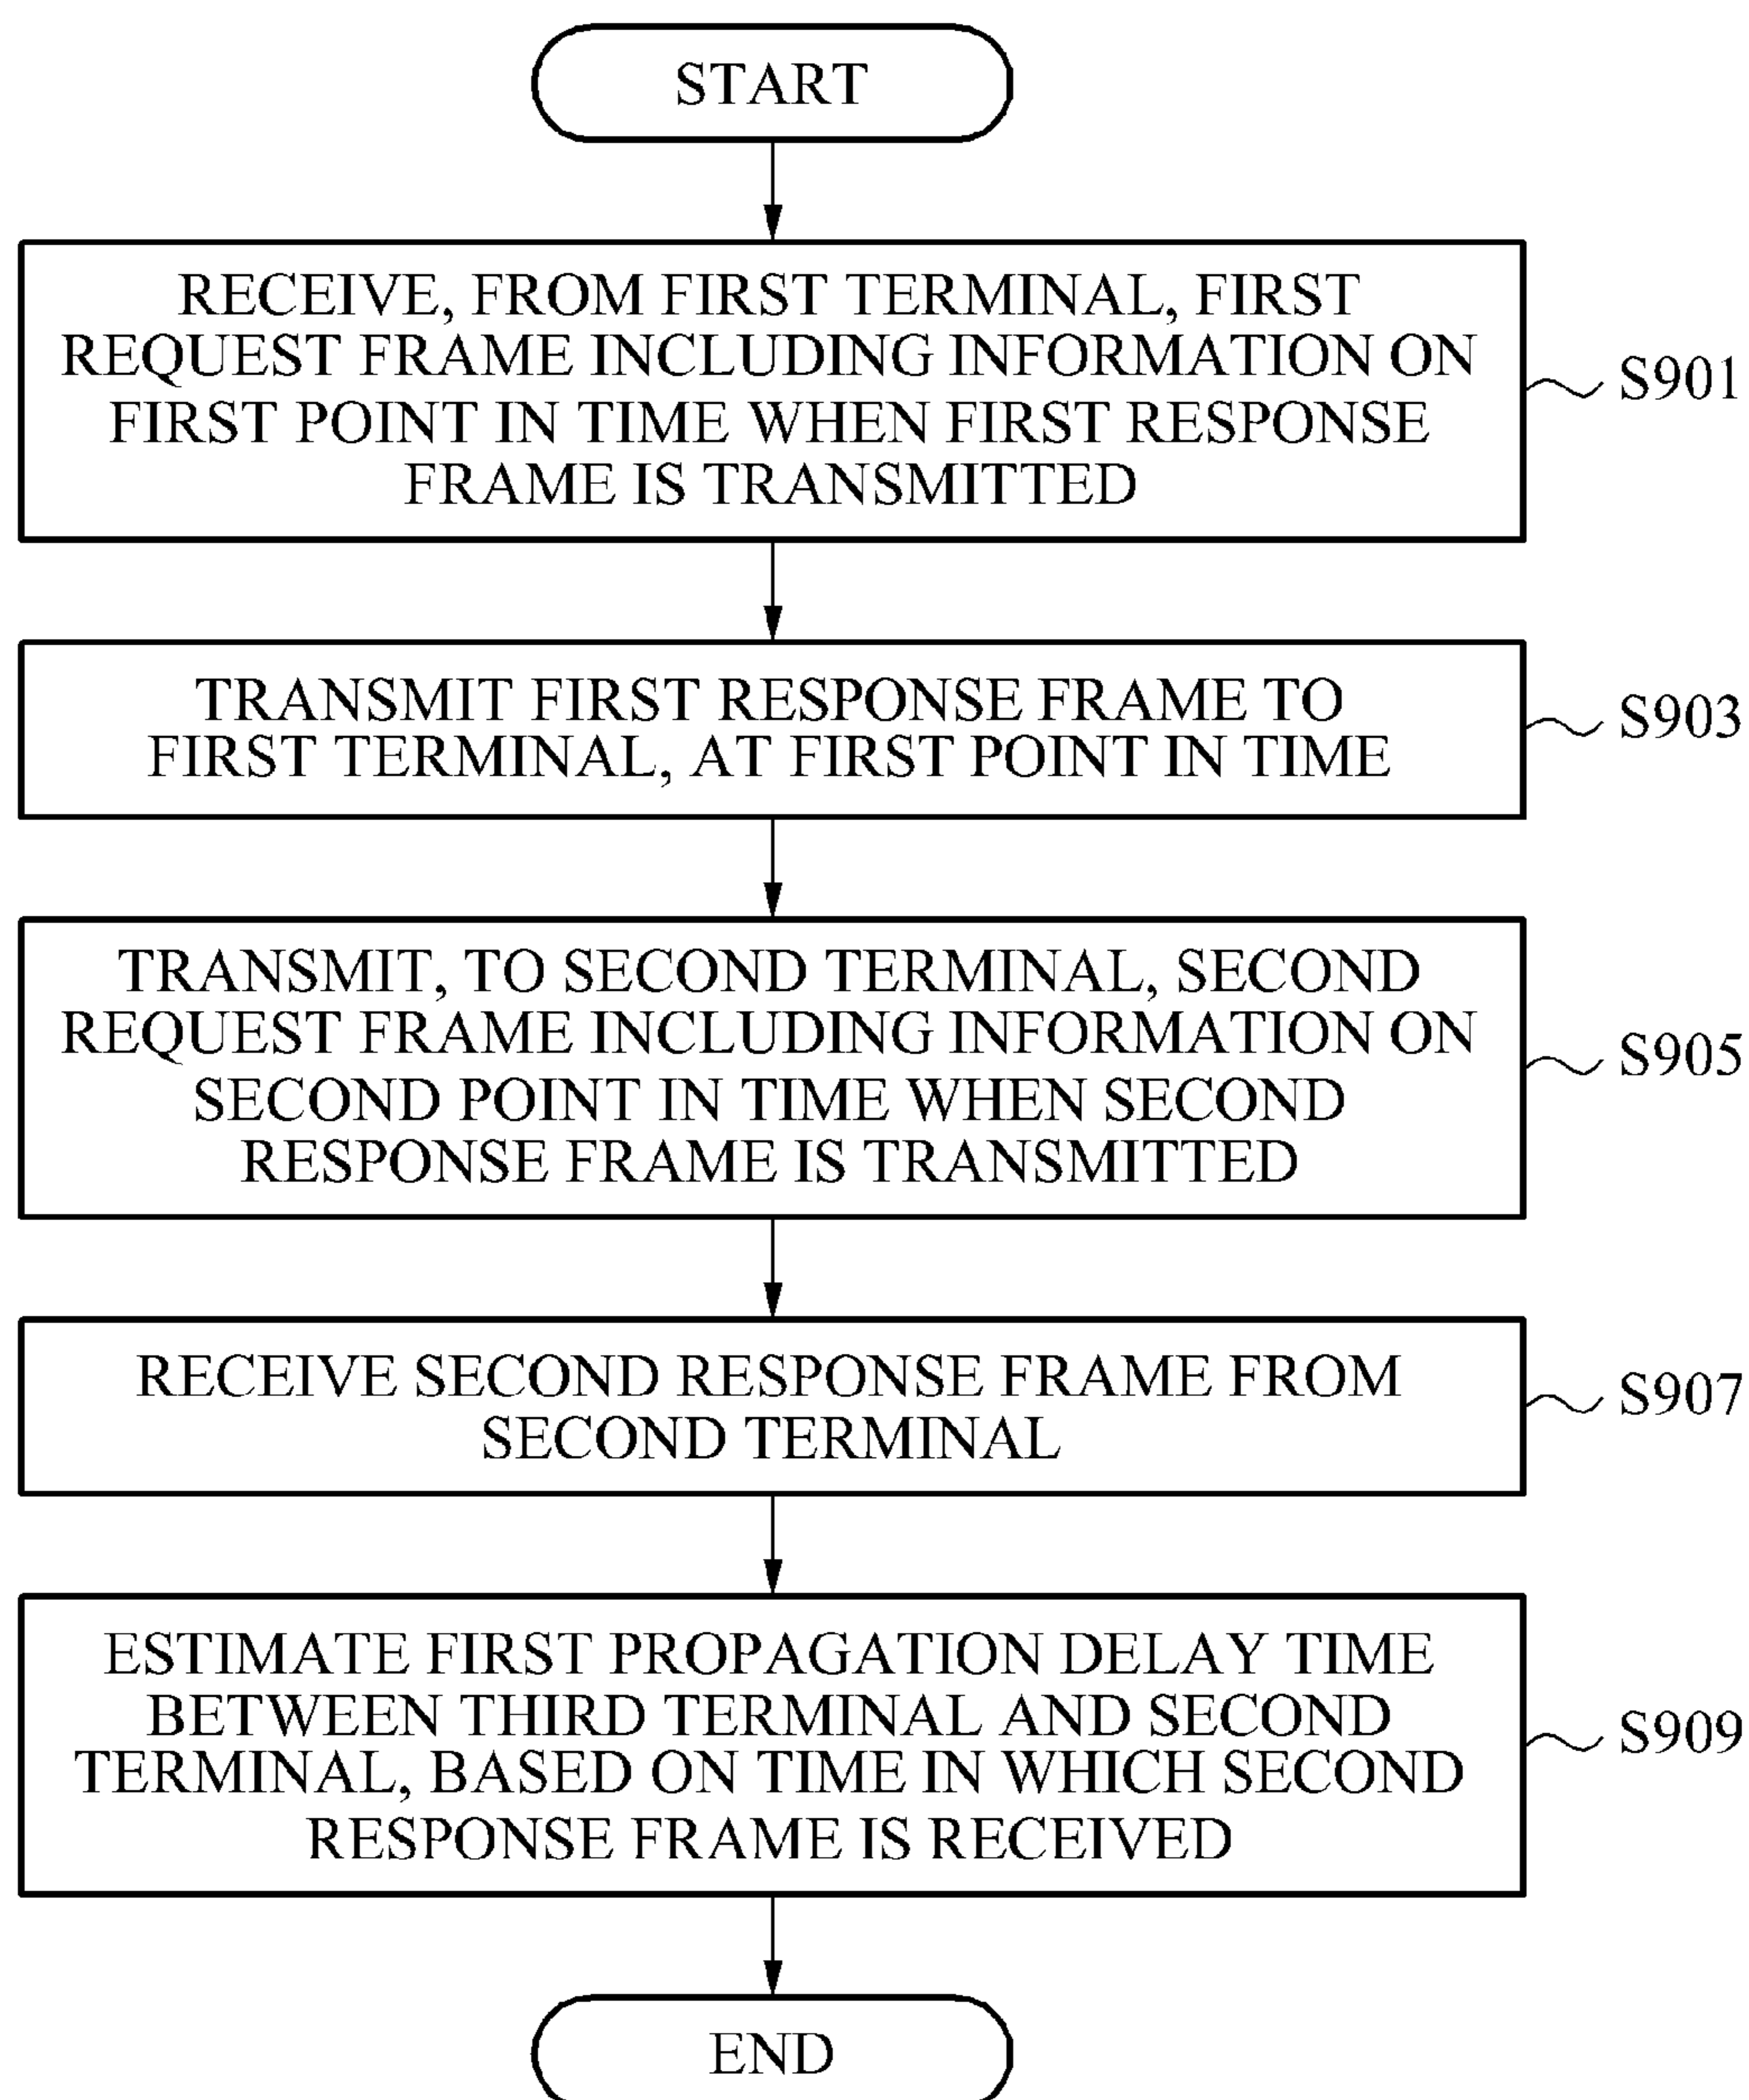 START
RECEIVE, FROM FIRST TERMINAL, FIRST
REQUEST FRAME INCLUDING INFORMATION ON
FIRST POINT IN TIME WHEN FIRST RESPONSE
FRAME IS TRANSMITTED
S901
TRANSMIT FIRST RESPONSE FRAME TO
FIRST TERMINAL, AT FIRST POINT IN TIME
S903
TRANSMIT, TO SECOND TERMINAL, SECOND
REQUEST FRAME INCLUDING INFORMATION ON
SECOND POINT IN TIME WHEN SECOND
RESPONSE FRAME IS TRANSMITTED
S905
RECEIVE SECOND RESPONSE FRAME FROM
SECOND TERMINAL
S907
ESTIMATE FIRST PROPAGATION DELAY TIME
BETWEEN THIRD TERMINAL AND SECOND
TERMINAL, BASED ON TIME IN WHICH SECOND
RESPONSE FRAME IS RECEIVED
S909
END